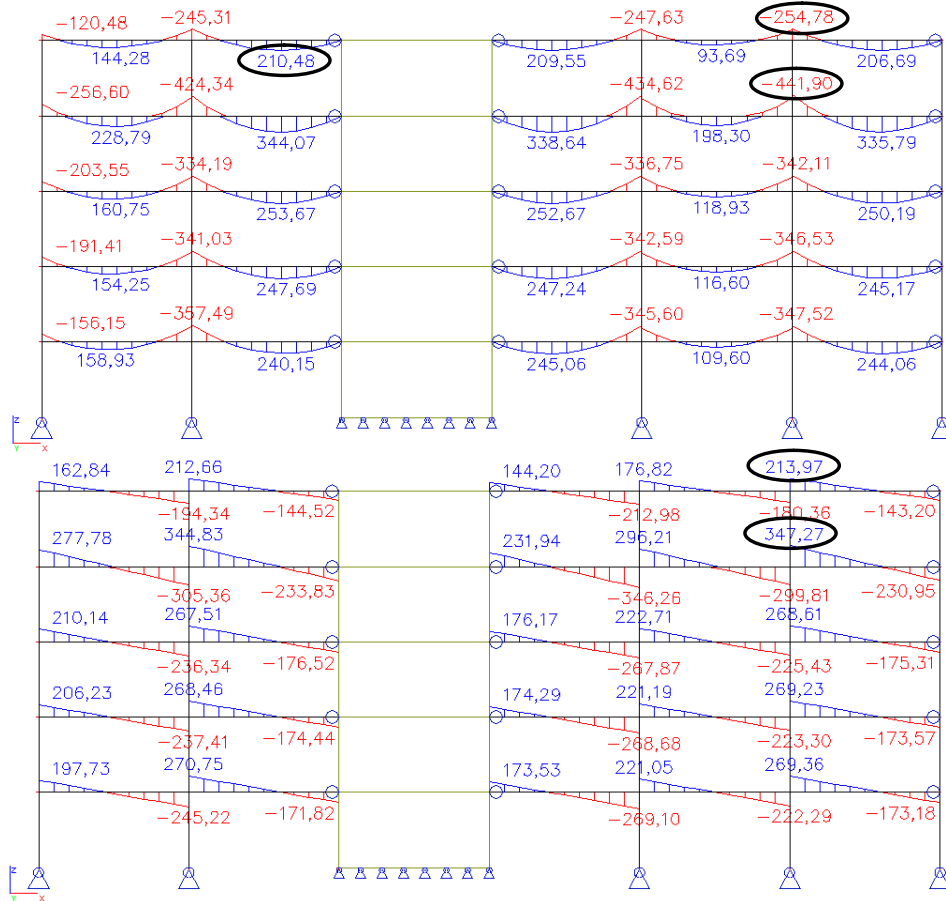 -120,48 -245,31 -247,63 -254,78
144,28 210,48 209,55 93,69 206,69
-256,60 -424,34 -434,62 -441,90
228,79 344,07 338,64 198,30 335,79
-203,55 -334,19 -336,75 -342,11
160,75 253,67 252,67 118,93 250,19
-191,41 -341,03 -342,59 -346,53
154,25 247,69 247,24 116,60 245,17
-156,15 -357,49 -345,60 -347,52
158,93 240,15 245,06 109,60 244,06
Z
Y X
162,84 212,66 144,20 176,82 213,97
-194,34 -144,52 -212,98 -180,36 -143,20
277,78 344,83 231,94 296,21 347,27
-305,36 -233,83 -346,26 -299,81 -230,95
210,14 267,51 176,17 222,71 268,61
-236,34 -176,52 -267,87 -225,43 -175,31
206,23 268,46 174,29 221,19 269,23
-237,41 -174,44 -268,68 -223,30 -173,57
197,73 270,75 173,53 221,05 269,36
-245,22 -171,82 -269,10 -222,29 -173,18
Z
Y X